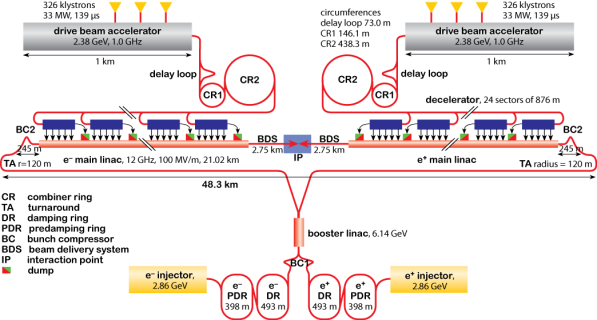 326 klystrons
33 MW, 139 μs
drive beam accelerator
2.38 GeV, 1.0 GHz
1 km
delay loop
CR1
CR2
circumferences
delay loop 73.0 m
CR1 146.1 m
CR2 438.3 m
326 klystrons
33 MW, 139 μs
drive beam accelerator
2.38 GeV, 1.0 GHz
1 km
delay loop
CR2
CR1
decelerator, 24 sectors of 876 m
BC2
245 m
TA r=120 m
e⁻ main linac, 12 GHz, 100 MV/m, 21.02 km
BDS
2.75 km
IP
BDS
2.75 km
e⁺ main linac
BC2
245 m
TA radius = 120 m
48.3 km
CR combiner ring
TA turnaround
DR damping ring
PDR predamping ring
BC bunch compressor
BDS beam delivery system
IP interaction point
dump
booster linac, 6.14 GeV
BC1
e⁻ injector,
2.86 GeV
e⁻
PDR
398 m
e⁻
DR
493 m
e⁺
DR
493 m
e⁺
PDR
398 m
e⁺ injector,
2.86 GeV